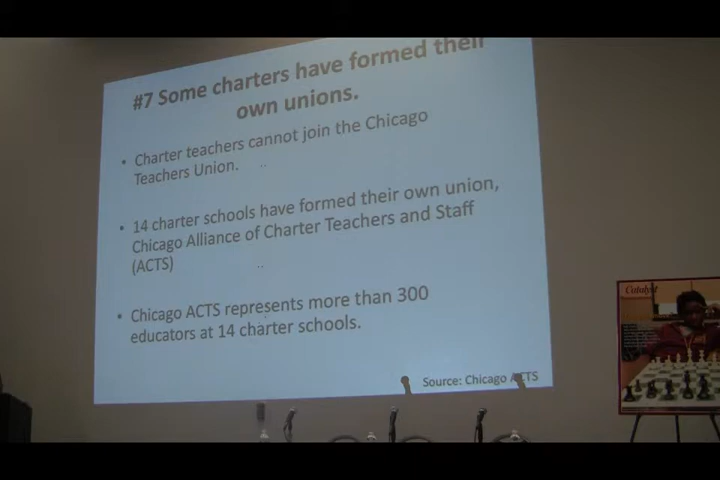 #7 Some charters have formed their
own unions.
• Charter teachers cannot join the Chicago
Teachers Union.
• 14 charter schools have formed their own union,
Chicago Alliance of Charter Teachers and Staff
(ACTS)
• Chicago ACTS represents more than 300
educators at 14 charter schools.
Source: Chicago ACTS
Catalyst